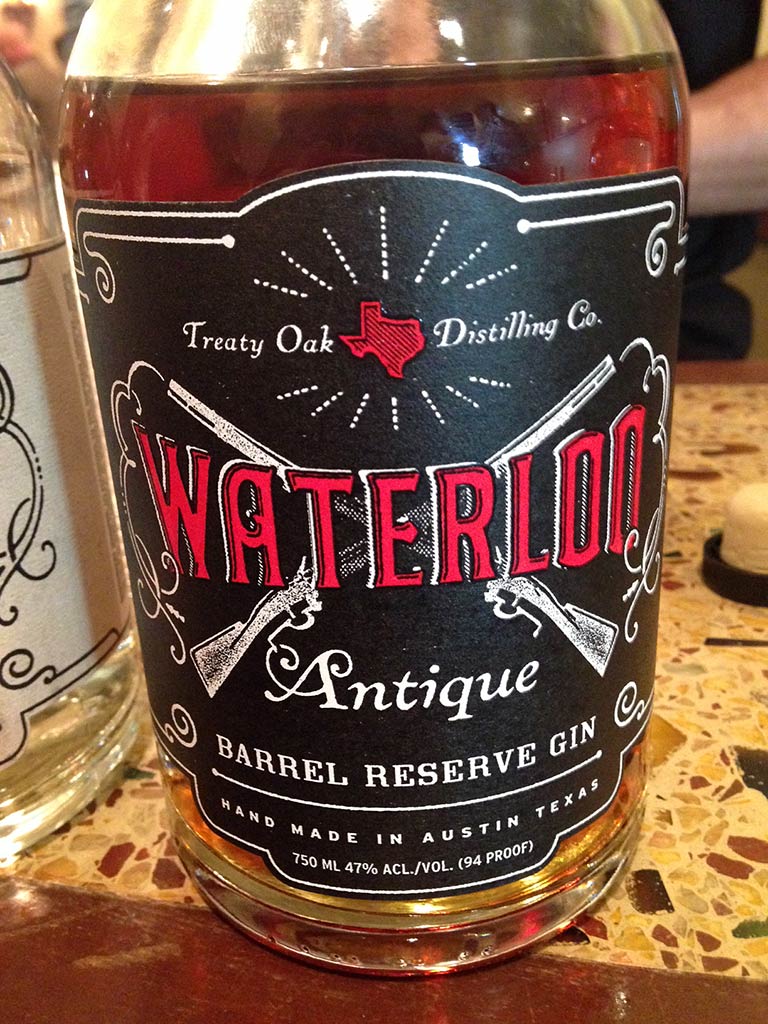 Treaty Oak Distilling Co.
WATERLOO
Antique
BARREL RESERVE GIN
HAND MADE IN AUSTIN TEXAS
750 ML 47% ACL./VOL. (94 PROOF)